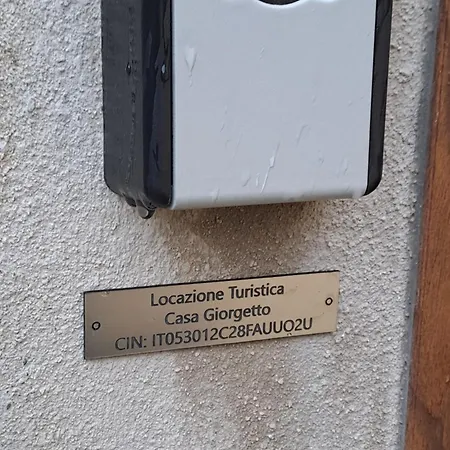 Locazione Turistica
Casa Giorgetto
CIN: IT053012C28FAUUO2U